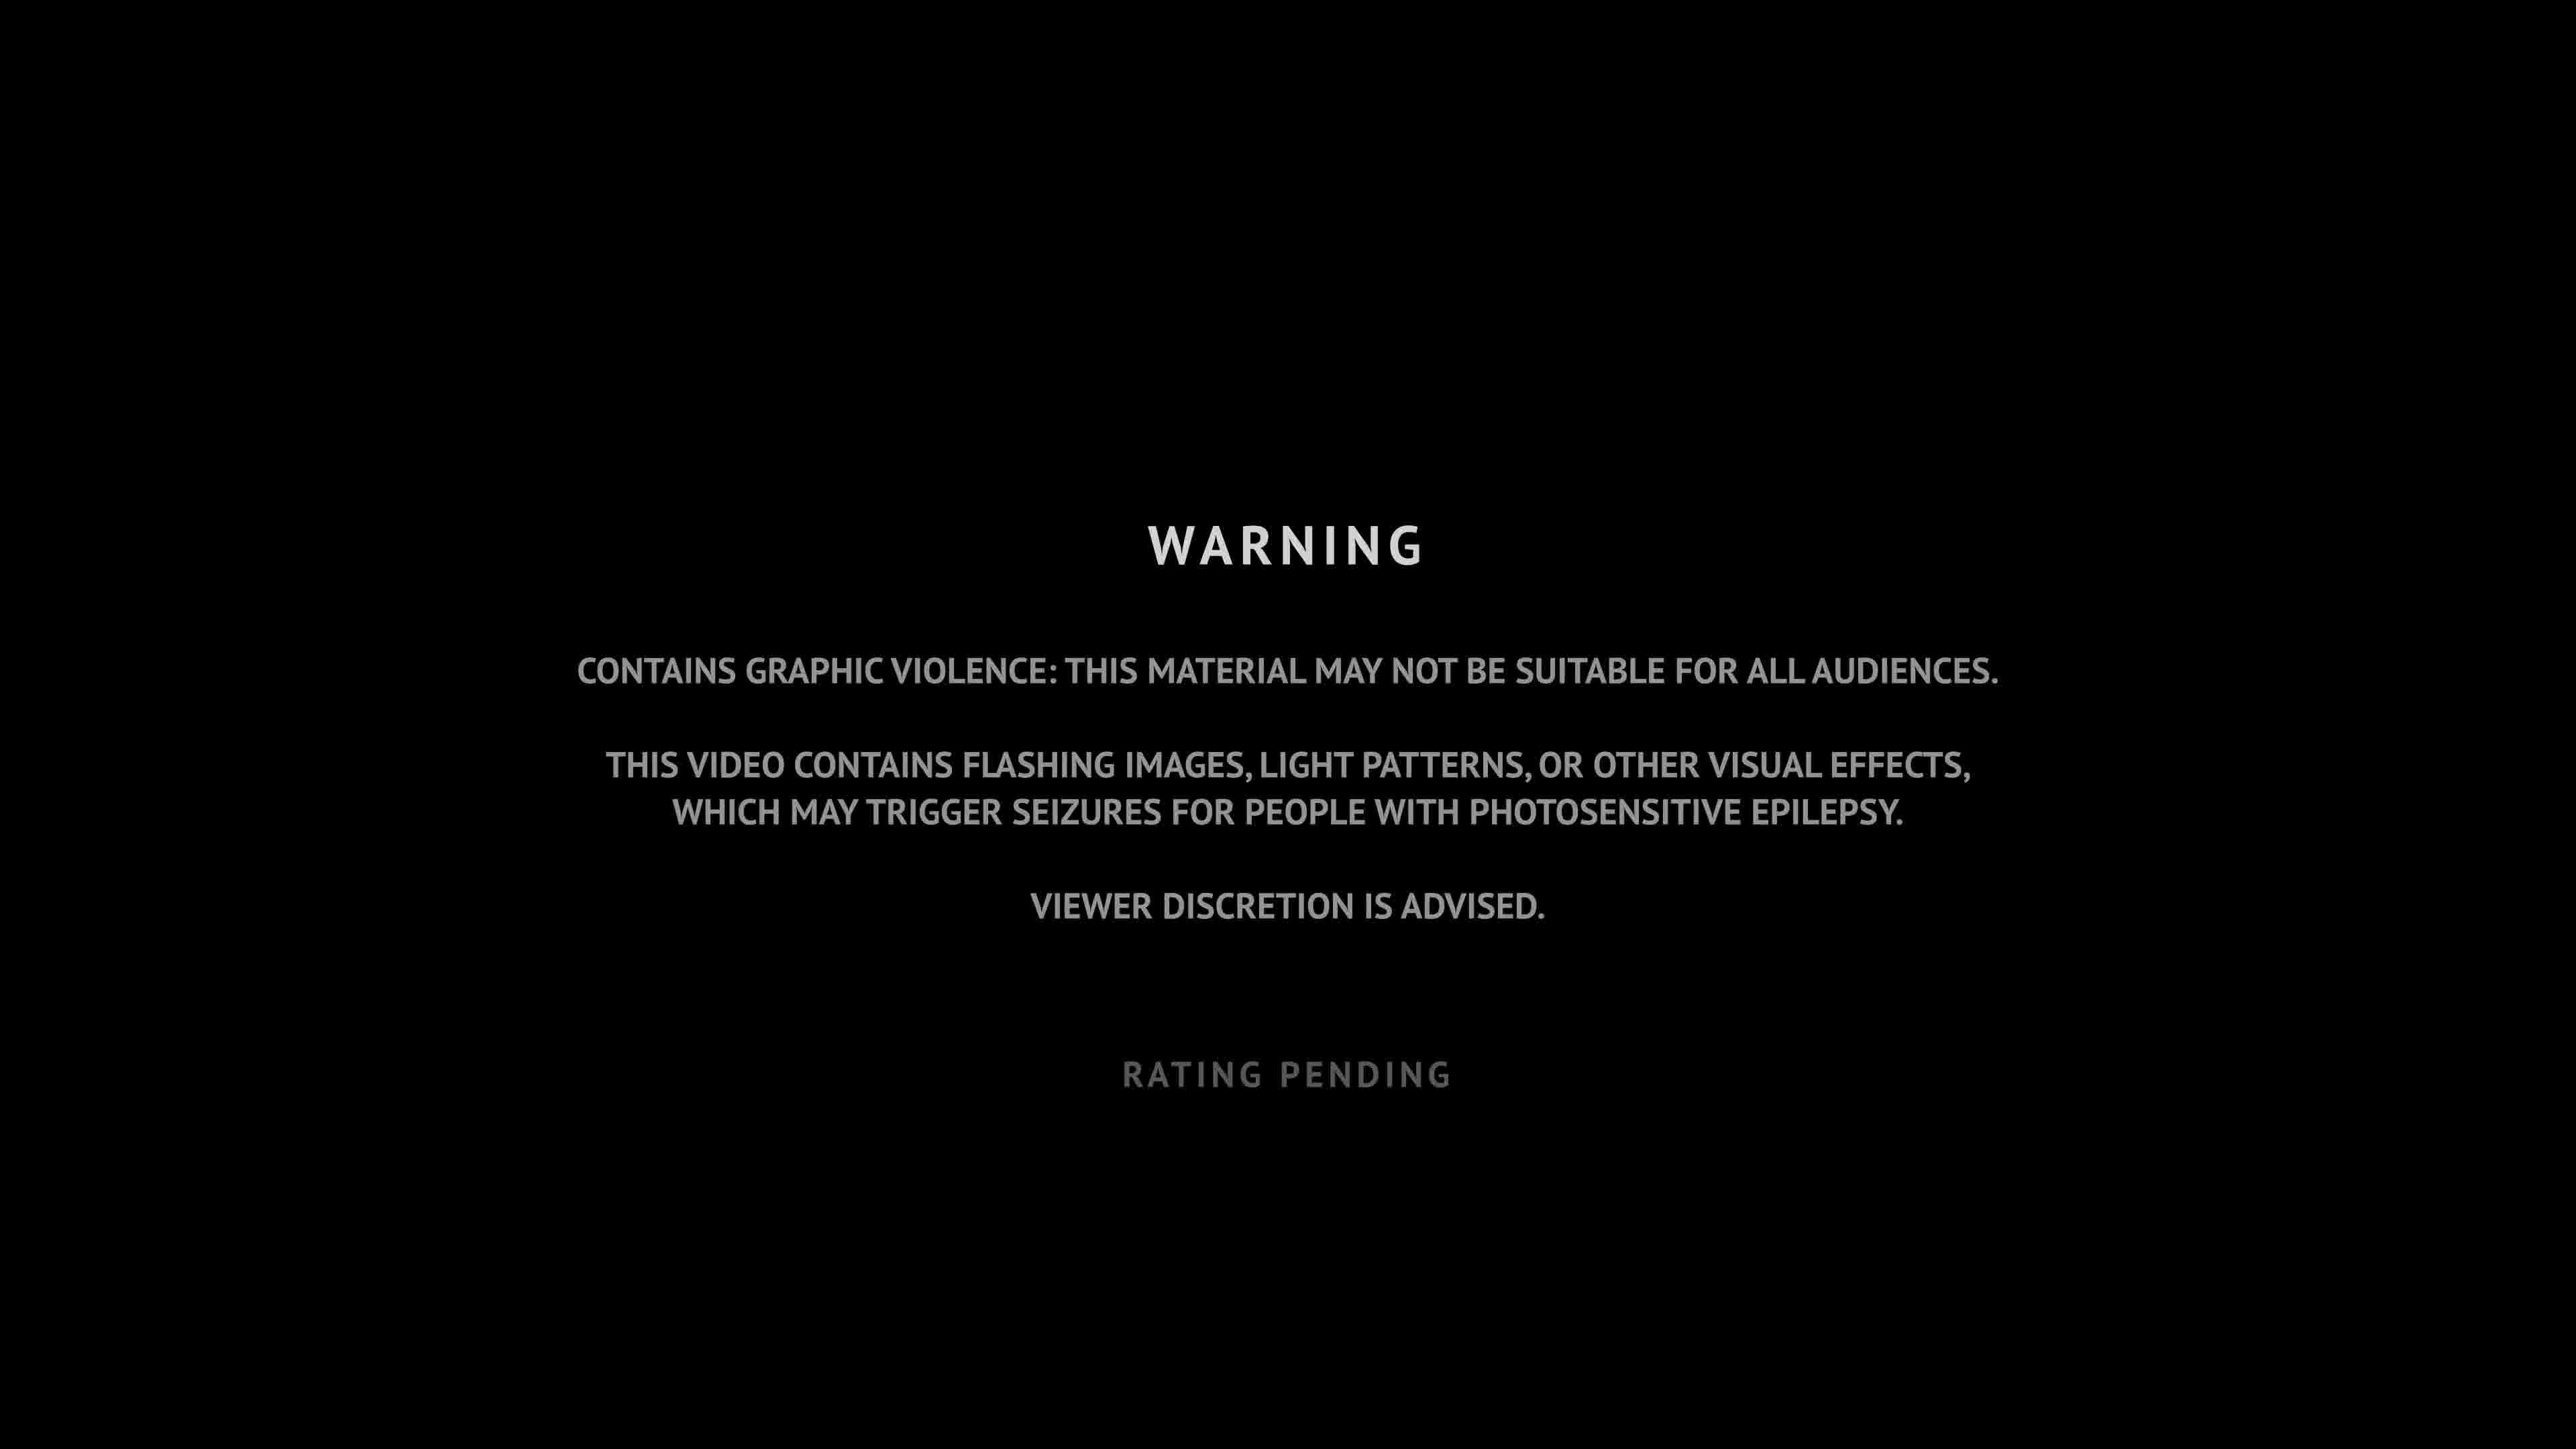 WARNING
CONTAINS GRAPHIC VIOLENCE: THIS MATERIAL MAY NOT BE SUITABLE FOR ALL AUDIENCES.
THIS VIDEO CONTAINS FLASHING IMAGES, LIGHT PATTERNS, OR OTHER VISUAL EFFECTS,
WHICH MAY TRIGGER SEIZURES FOR PEOPLE WITH PHOTOSENSITIVE EPILEPSY.
VIEWER DISCRETION IS ADVISED.
RATING PENDING